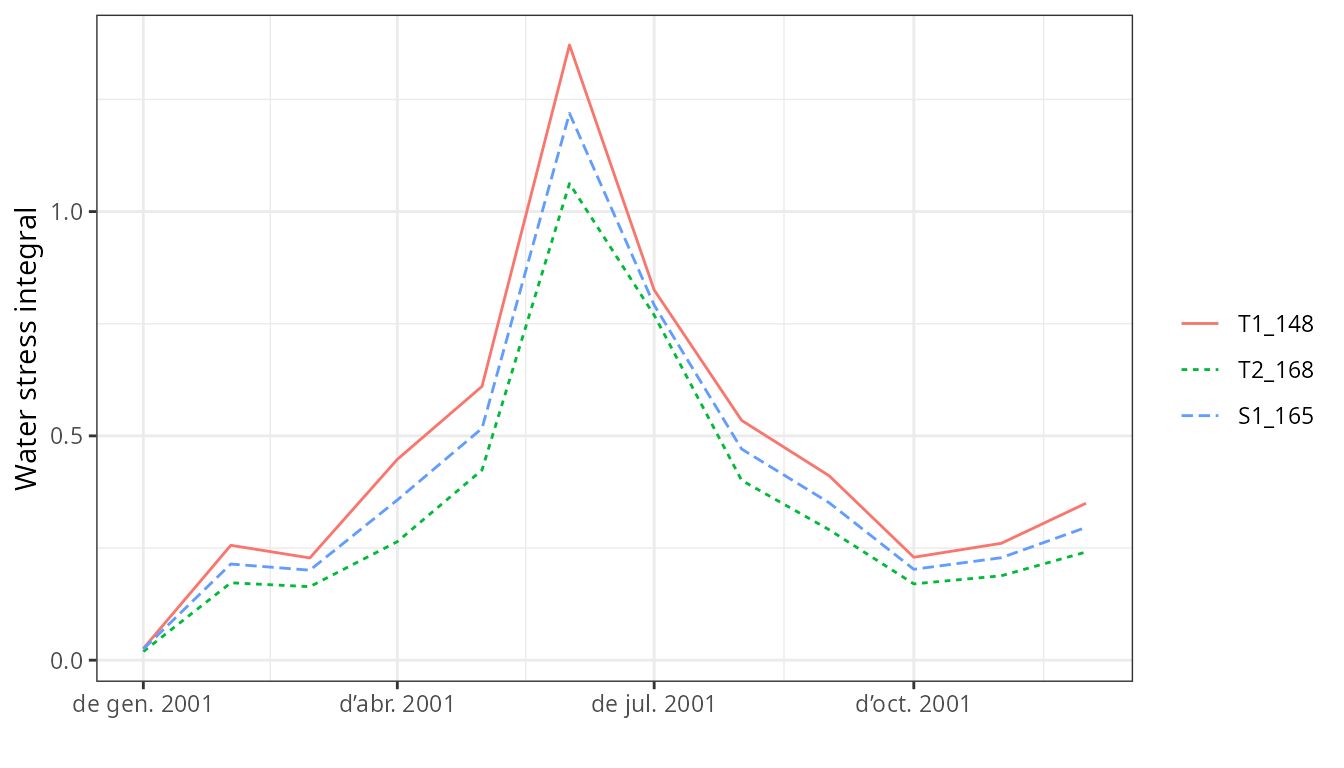 Water stress integral
1.0
0.5
0.0
de gen. 2001
d’abr. 2001
de jul. 2001
d’oct. 2001
T1_148
T2_168
S1_165